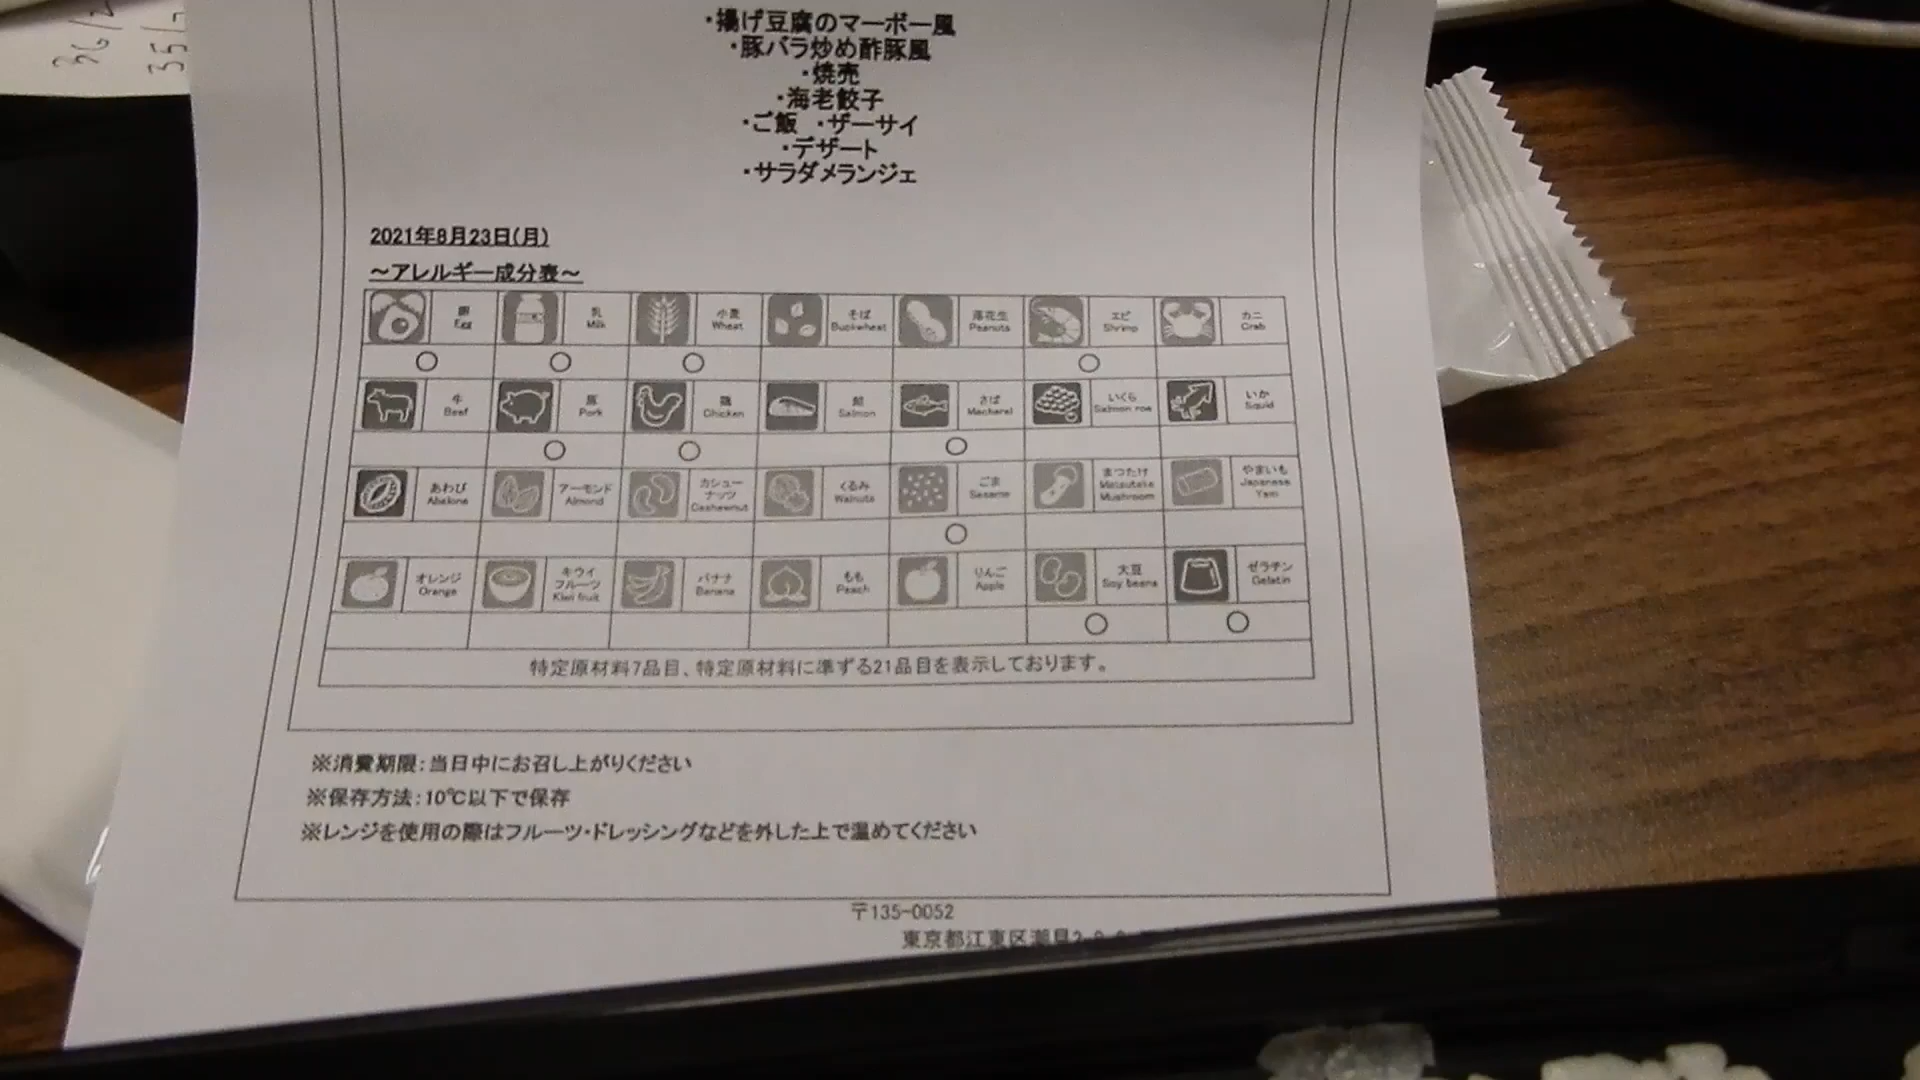 ・揚げ豆腐のマーボー風
・豚バラ炒め酢豚風
・焼売
・海老餃子
・ご飯 ・ザーサイ
・デザート
・サラダメランジェ
2021年8月23日(月)
～アレルギー成分表～
卵 Egg 乳 Milk 小麦 Wheat そば Buckwheat 落花生 Peanuts エビ Shrimp カニ Crab
○ ○ ○ ○
牛 Beef 豚 Pork 鶏 Chicken 鮭 Salmon さば Mackerel いくら Salmon roe いか Squid
○ ○ ○
あわび Abalone アーモンド Almond カシューナッツ Cashewnut くるみ Walnuts ごま Sesame まつたけ Matsutake Mushroom やまいも Japanese Yam
○
オレンジ Orange キウイフルーツ Kiwi fruit バナナ Banana もも Peach りんご Apple 大豆 Soy beans ゼラチン Gelatin
○ ○
特定原材料7品目、特定原材料に準ずる21品目を表示しております。
※消費期限：当日中にお召し上がりください
※保存方法：10℃以下で保存
※レンジを使用の際はフルーツ・ドレッシングなどを外した上で温めてください
〒135-0052
東京都江東区潮見2